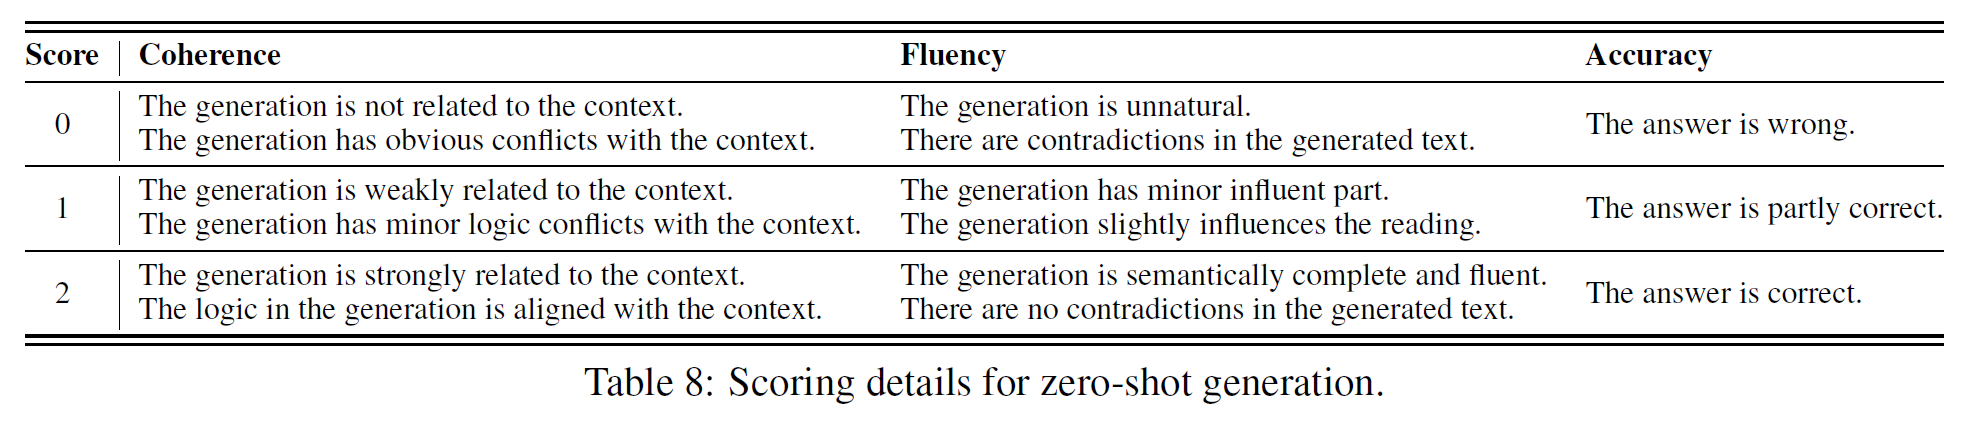 Score Coherence Fluency Accuracy
The generation is not related to the context. The generation is unnatural.
0 The answer is wrong.
The generation has obvious conflicts with the context. There are contradictions in the generated text.
The generation is weakly related to the context. The generation has minor influent part.
1 The answer is partly correct.
The generation has minor logic conflicts with the context. The generation slightly influences the reading.
The generation is strongly related to the context. The generation is semantically complete and fluent.
2 The answer is correct.
The logic in the generation is aligned with the context. There are no contradictions in the generated text.
Table 8: Scoring details for zero-shot generation.